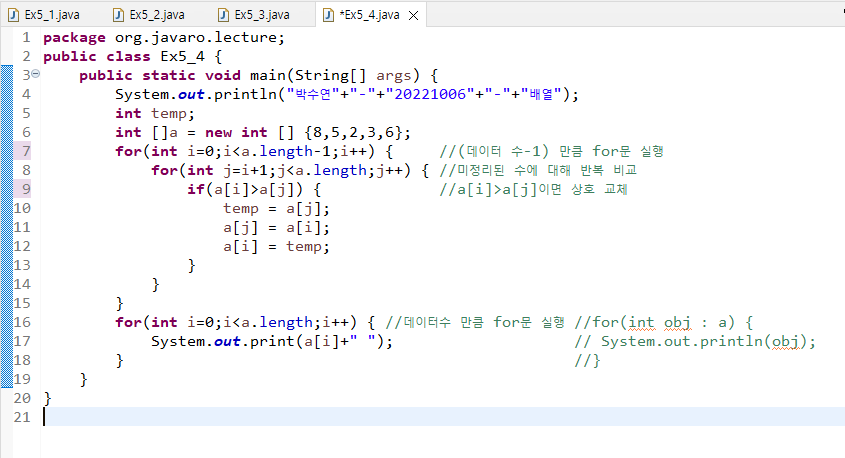 Ex5_1.java Ex5_2.java Ex5_3.java *Ex5_4.java
1 package org.javaro.lecture;
2 public class Ex5_4 {
3 public static void main(String[] args) {
4 System.out.println("박수연"+"-"+"20221006"+"-"+"배열");
5 int temp;
6 int []a = new int [] {8,5,2,3,6};
7 for(int i=0;i<a.length-1;i++) { //(데이터 수-1) 만큼 for문 실행
8 for(int j=i+1;j<a.length;j++) { //미정리된 수에 대해 반복 비교
9 if(a[i]>a[j]) { //a[i]>a[j]이면 상호 교체
10 temp = a[j];
11 a[j] = a[i];
12 a[i] = temp;
13 }
14 }
15 }
16 for(int i=0;i<a.length;i++) { //데이터수 만큼 for문 실행 //for(int obj : a) {
17 System.out.print(a[i]+" "); // System.out.println(obj);
18 } //}
19 }
20 }
21